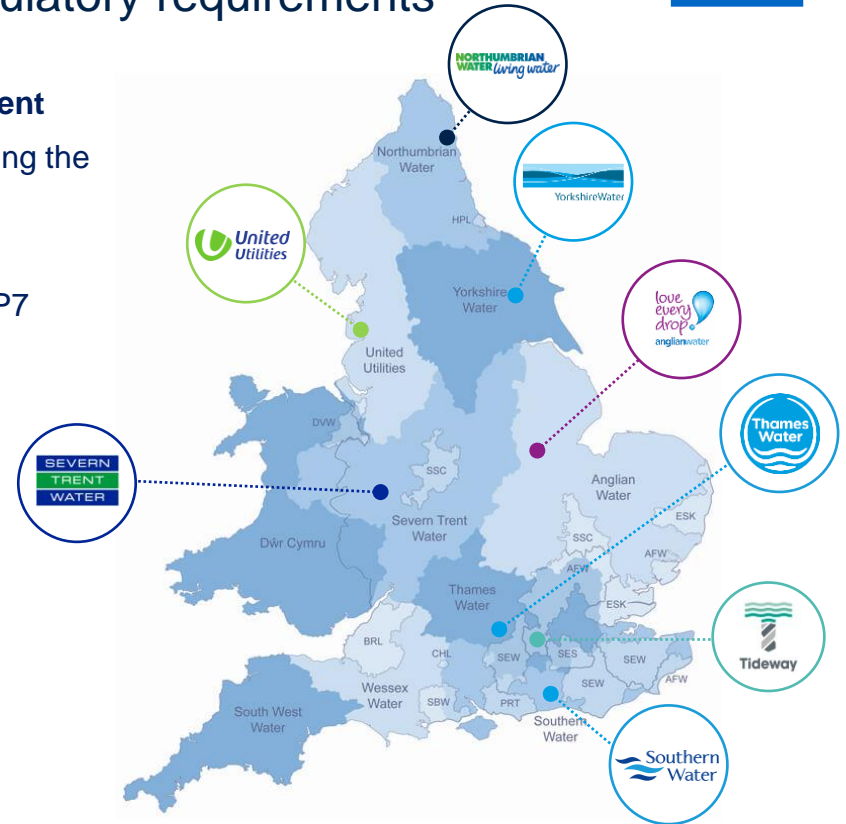 diatory requirements
ent
ing the
P7
NORTHUMBRIAN
WATER living water
Northumbrian
Water
YorkshireWater
HPL
United
Utilities
Yorkshire
Water
love
every
drop
anglianwater
United
Utilities
Thames
Water
DVW
SEVERN
TRENT
WATER
SSC
Anglian
Water
ESK
Severn Trent
Water
SSC
Dŵr Cymru
AFW
AFW
Thames
Water
ESK
Tideway
BRL
CHL
SEW
SES
SEW
AFW
SEW
Wessex
Water
SBW
PRT
South West
Water
Southern
Water
Southern
Water